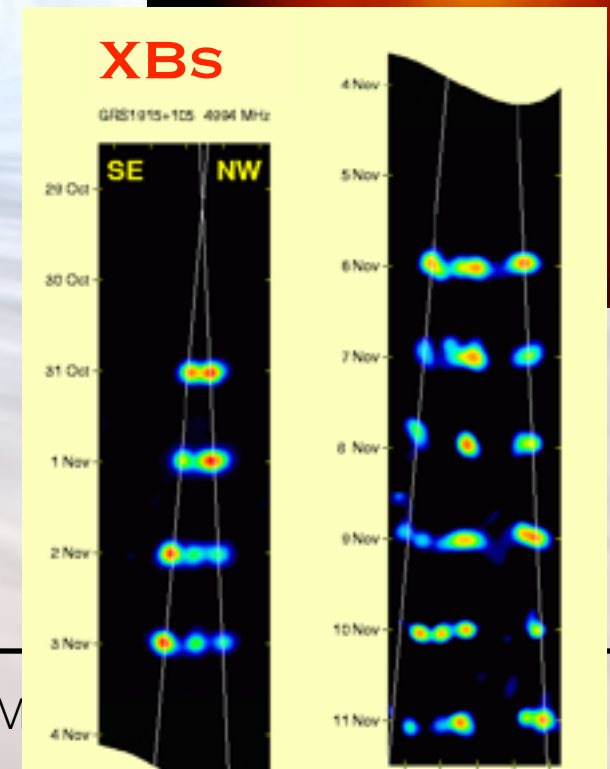 XBs
GRS1915+105 4994 MHz
SE
NW
29 Oct
30 Oct
31 Oct
1 Nov
2 Nov
3 Nov
4 Nov
4 Nov
5 Nov
6 Nov
7 Nov
8 Nov
9 Nov
10 Nov
11 Nov
M